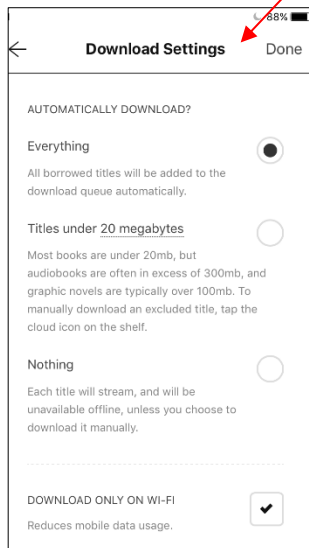 88%
← Download Settings Done
AUTOMATICALLY DOWNLOAD?
Everything
All borrowed titles will be added to the
download queue automatically.
Titles under 20 megabytes
Most books are under 20mb, but
audiobooks are often in excess of 300mb, and
graphic novels are typically over 100mb. To
manually download an excluded title, tap the
cloud icon on the shelf.
Nothing
Each title will stream, and will be
unavailable offline, unless you choose to
download it manually.
DOWNLOAD ONLY ON WI-FI
Reduces mobile data usage.